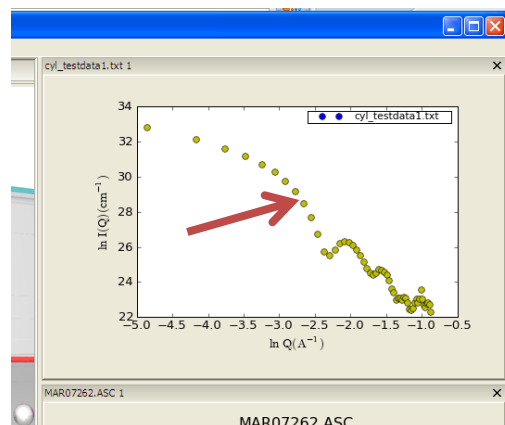 cyl_testdata1.txt 1
34
32
30
28
26
24
22
ln I(Q)(cm⁻¹)
cyl_testdata1.txt
−5.0 −4.5 −4.0 −3.5 −3.0 −2.5 −2.0 −1.5 −1.0 −0.5
ln Q(A⁻¹)
MAR07262.ASC 1
MAR07262.ASC